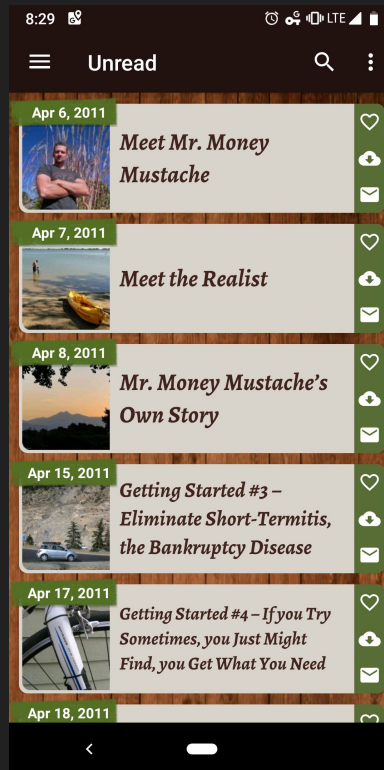 8:29
LTE
Unread
Apr 6, 2011
Meet Mr. Money
Mustache
Apr 7, 2011
Meet the Realist
Apr 8, 2011
Mr. Money Mustache's
Own Story
Apr 15, 2011
Getting Started #3 –
Eliminate Short-Termitis,
the Bankruptcy Disease
Apr 17, 2011
Getting Started #4 – If you Try
Sometimes, you Just Might
Find, you Get What You Need
Apr 18, 2011